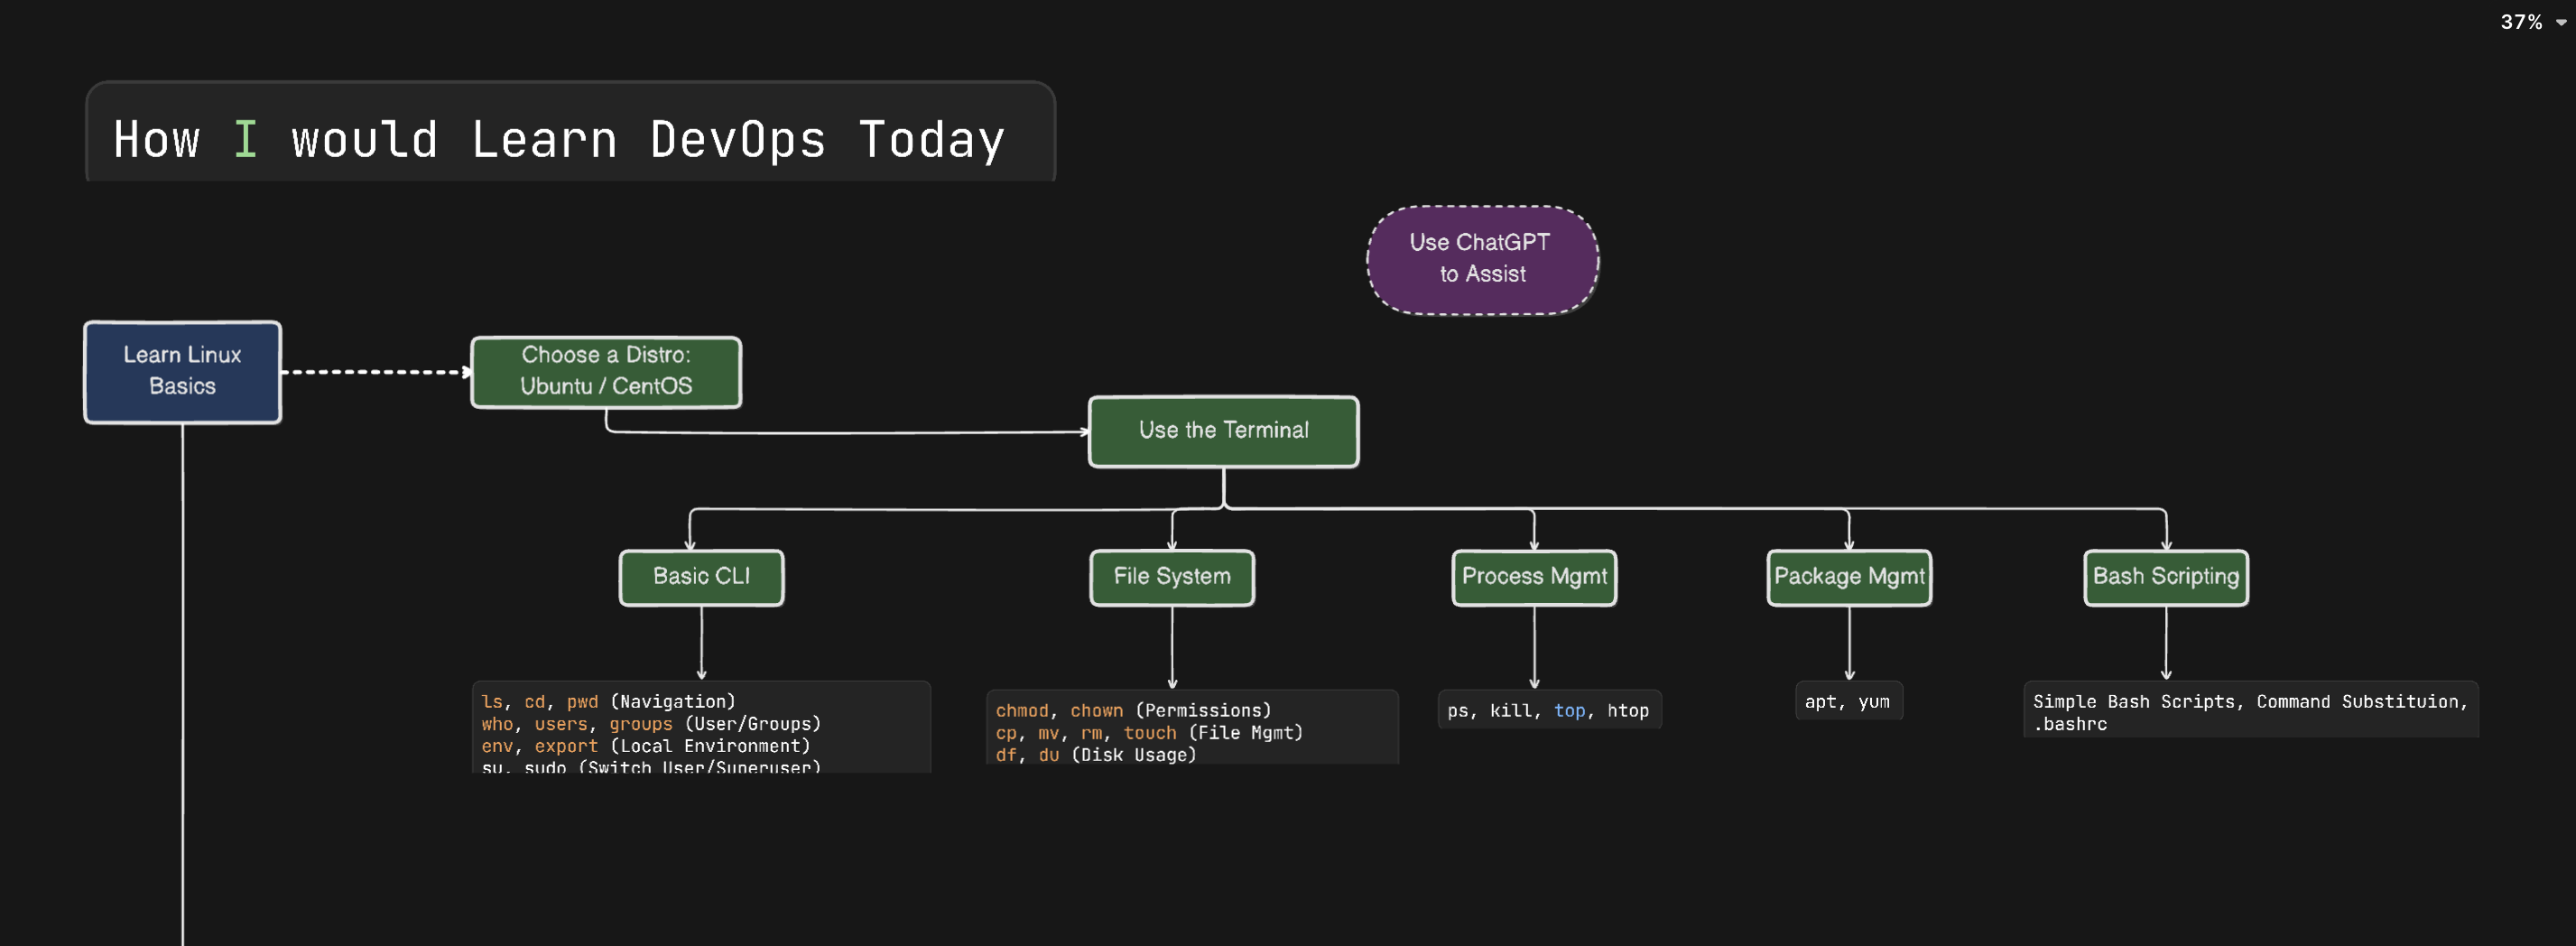 37%
How I would Learn DevOps Today
Use ChatGPT
to Assist
Learn Linux
Basics
Choose a Distro:
Ubuntu / CentOS
Use the Terminal
Basic CLI
File System
Process Mgmt
Package Mgmt
Bash Scripting
ls, cd, pwd (Navigation)
who, users, groups (User/Groups)
env, export (Local Environment)
su, sudo (Switch User/Superuser)
chmod, chown (Permissions)
cp, mv, rm, touch (File Mgmt)
df, du (Disk Usage)
ps, kill, top, htop
apt, yum
Simple Bash Scripts, Command Substituion,
.bashrc